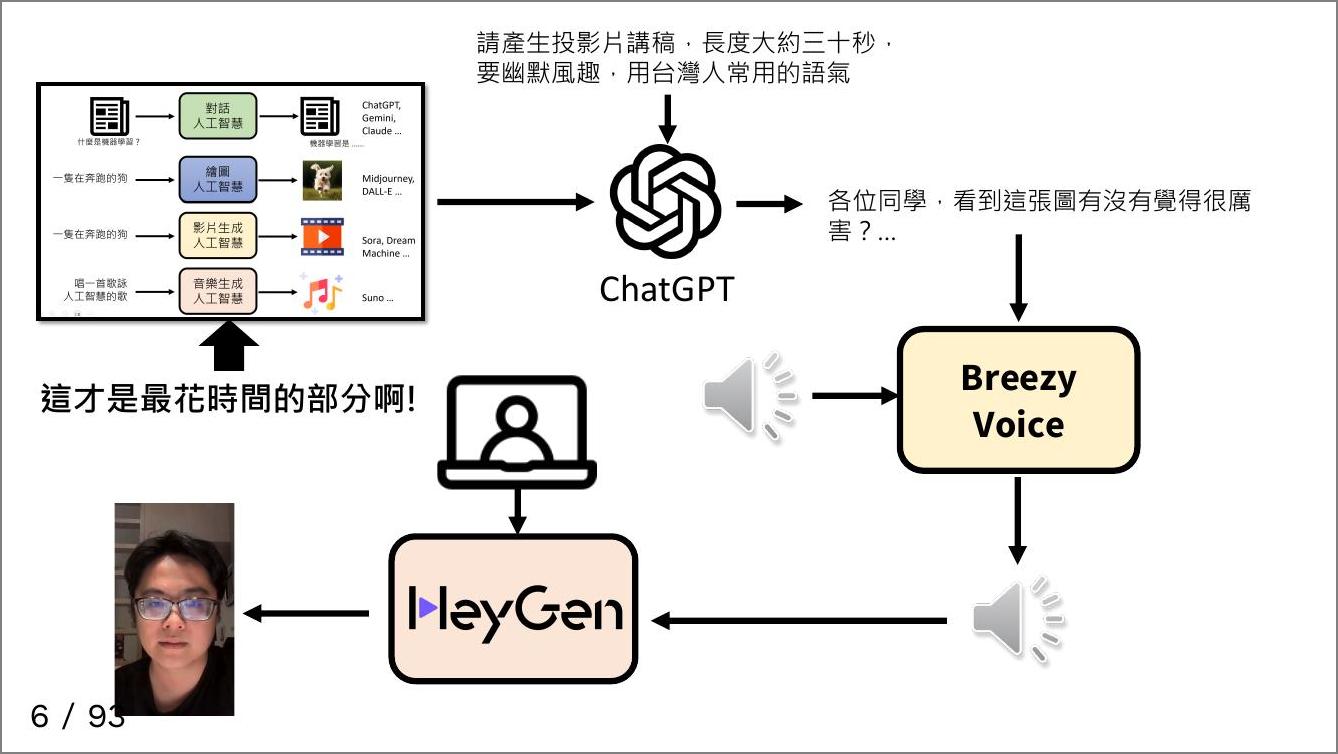 請產生投影片講稿，長度大約三十秒，
要幽默風趣，用台灣人常用的語氣
什麼是機器學習？
對話
人工智慧
機器學習是 ......
ChatGPT,
Gemini,
Claude ...
一隻在奔跑的狗
繪圖
人工智慧
Midjourney,
DALL-E ...
一隻在奔跑的狗
影片生成
人工智慧
Sora, Dream
Machine ...
唱一首歌詠
人工智慧的歌
音樂生成
人工智慧
Suno ...
ChatGPT
各位同學，看到這張圖有沒有覺得很厲
害？...
這才是最花時間的部分啊!
Breezy
Voice
HeyGen
6 / 93